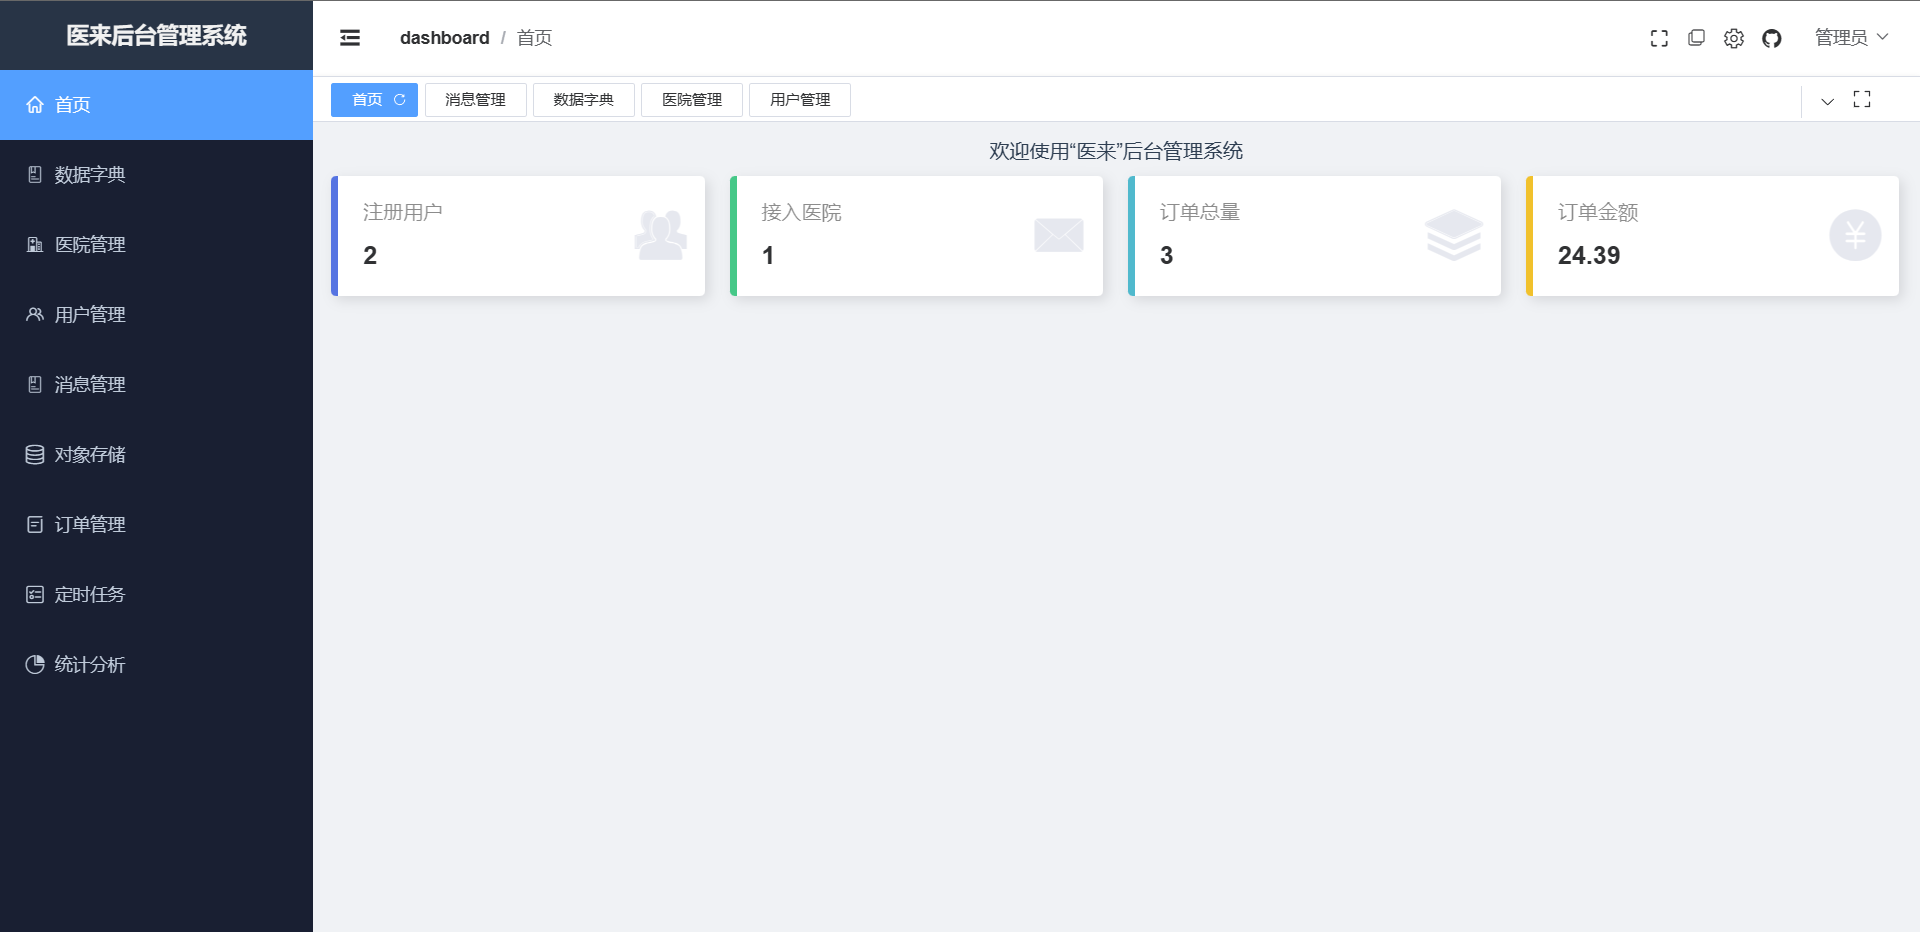 医来后台管理系统
首页
数据字典
医院管理
用户管理
消息管理
对象存储
订单管理
定时任务
统计分析
dashboard / 首页
管理员
首页 消息管理 数据字典 医院管理 用户管理
欢迎使用“医来”后台管理系统
注册用户
2
接入医院
1
订单总量
3
订单金额
24.39
¥